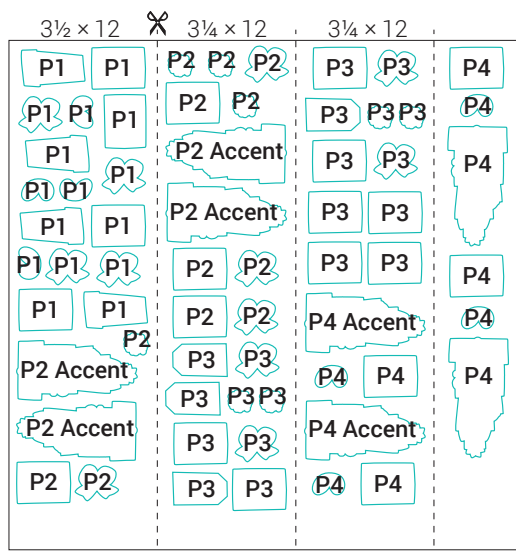 3½ × 12
3¼ × 12
3¼ × 12
P1 P1
P1 P1 P1
P1
P1
P1 P1
P1 P1
P1 P1 P1
P1 P1
P2
P2 Accent
P2 Accent
P2 P2
P2 P2 P2
P2 P2
P2 Accent
P2 Accent
P2 P2
P2 P2
P3 P3
P3 P3 P3
P3 P3
P3 P3
P3 P3
P3 P3 P3
P3 P3
P3 P3
P3 P3
P4 Accent
P4 P4
P4 Accent
P4 P4
P4
P4
P4
P4
P4
P4